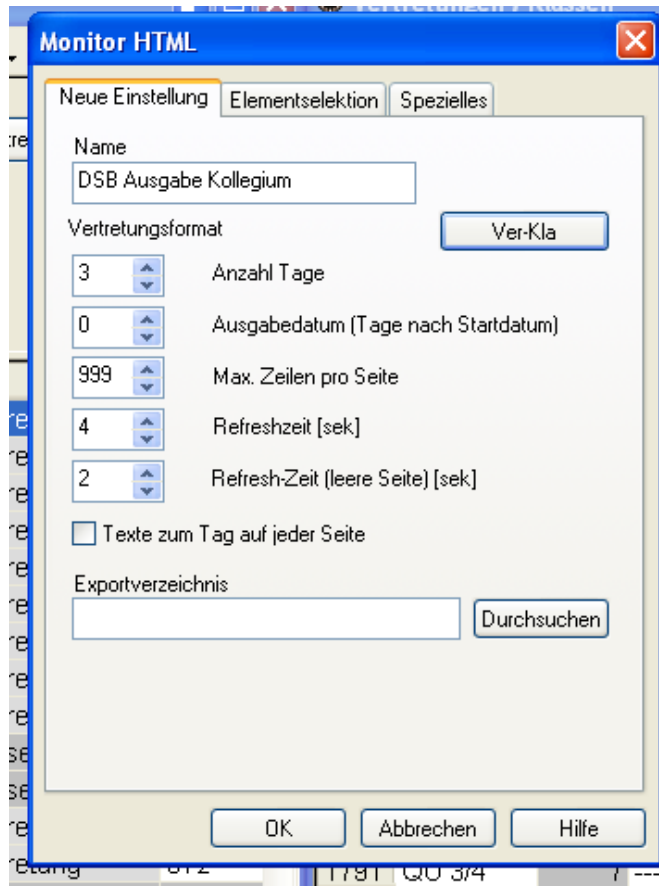 Vertretungen / Klassen
Monitor HTML
Neue Einstellung Elementselektion Spezielles
Name
DSB Ausgabe Kollegium
Vertretungsformat Ver-Kla
3 Anzahl Tage
0 Ausgabedatum (Tage nach Startdatum)
999 Max. Zeilen pro Seite
4 Refreshzeit [sek]
2 Refresh-Zeit (leere Seite) [sek]
Texte zum Tag auf jeder Seite
Exportverzeichnis
Durchsuchen
OK Abbrechen Hilfe
1791 QU 3/4 / ---